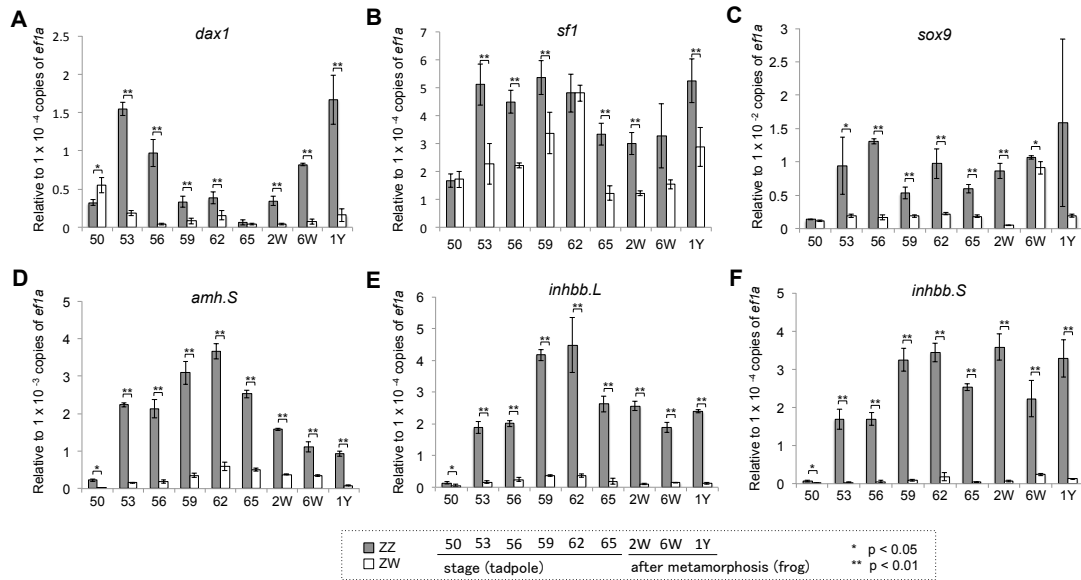 A
dax1
Relative to 1 x 10 -4 copies of ef1a
2.5
2
1.5
1
0.5
0
* ** ** ** ** ** ** **
50 53 56 59 62 65 2W 6W 1Y
B
sf1
Relative to 1 x 10 -4 copies of ef1a
7
6
5
4
3
2
1
0
** ** ** ** ** **
50 53 56 59 62 65 2W 6W 1Y
C
sox9
Relative to 1 x 10 -2 copies of ef1a
3
2.5
2
1.5
1
0.5
0
* ** ** ** ** ** *
50 53 56 59 62 65 2W 6W 1Y
D
amh.S
Relative to 1 x 10 -3 copies of ef1a
5
4
3
2
1
0
* ** ** ** ** ** ** ** **
50 53 56 59 62 65 2W 6W 1Y
E
inhbb.L
Relative to 1 x 10 -4 copies of ef1a
6
5
4
3
2
1
0
* ** ** ** ** ** ** ** **
50 53 56 59 62 65 2W 6W 1Y
F
inhbb.S
Relative to 1 x 10 -4 copies of ef1a
5
4
3
2
1
0
* ** ** ** ** ** ** ** **
50 53 56 59 62 65 2W 6W 1Y
ZZ
ZW
50 53 56 59 62 65 2W 6W 1Y
stage (tadpole) after metamorphosis (frog)
* p < 0.05
** p < 0.01